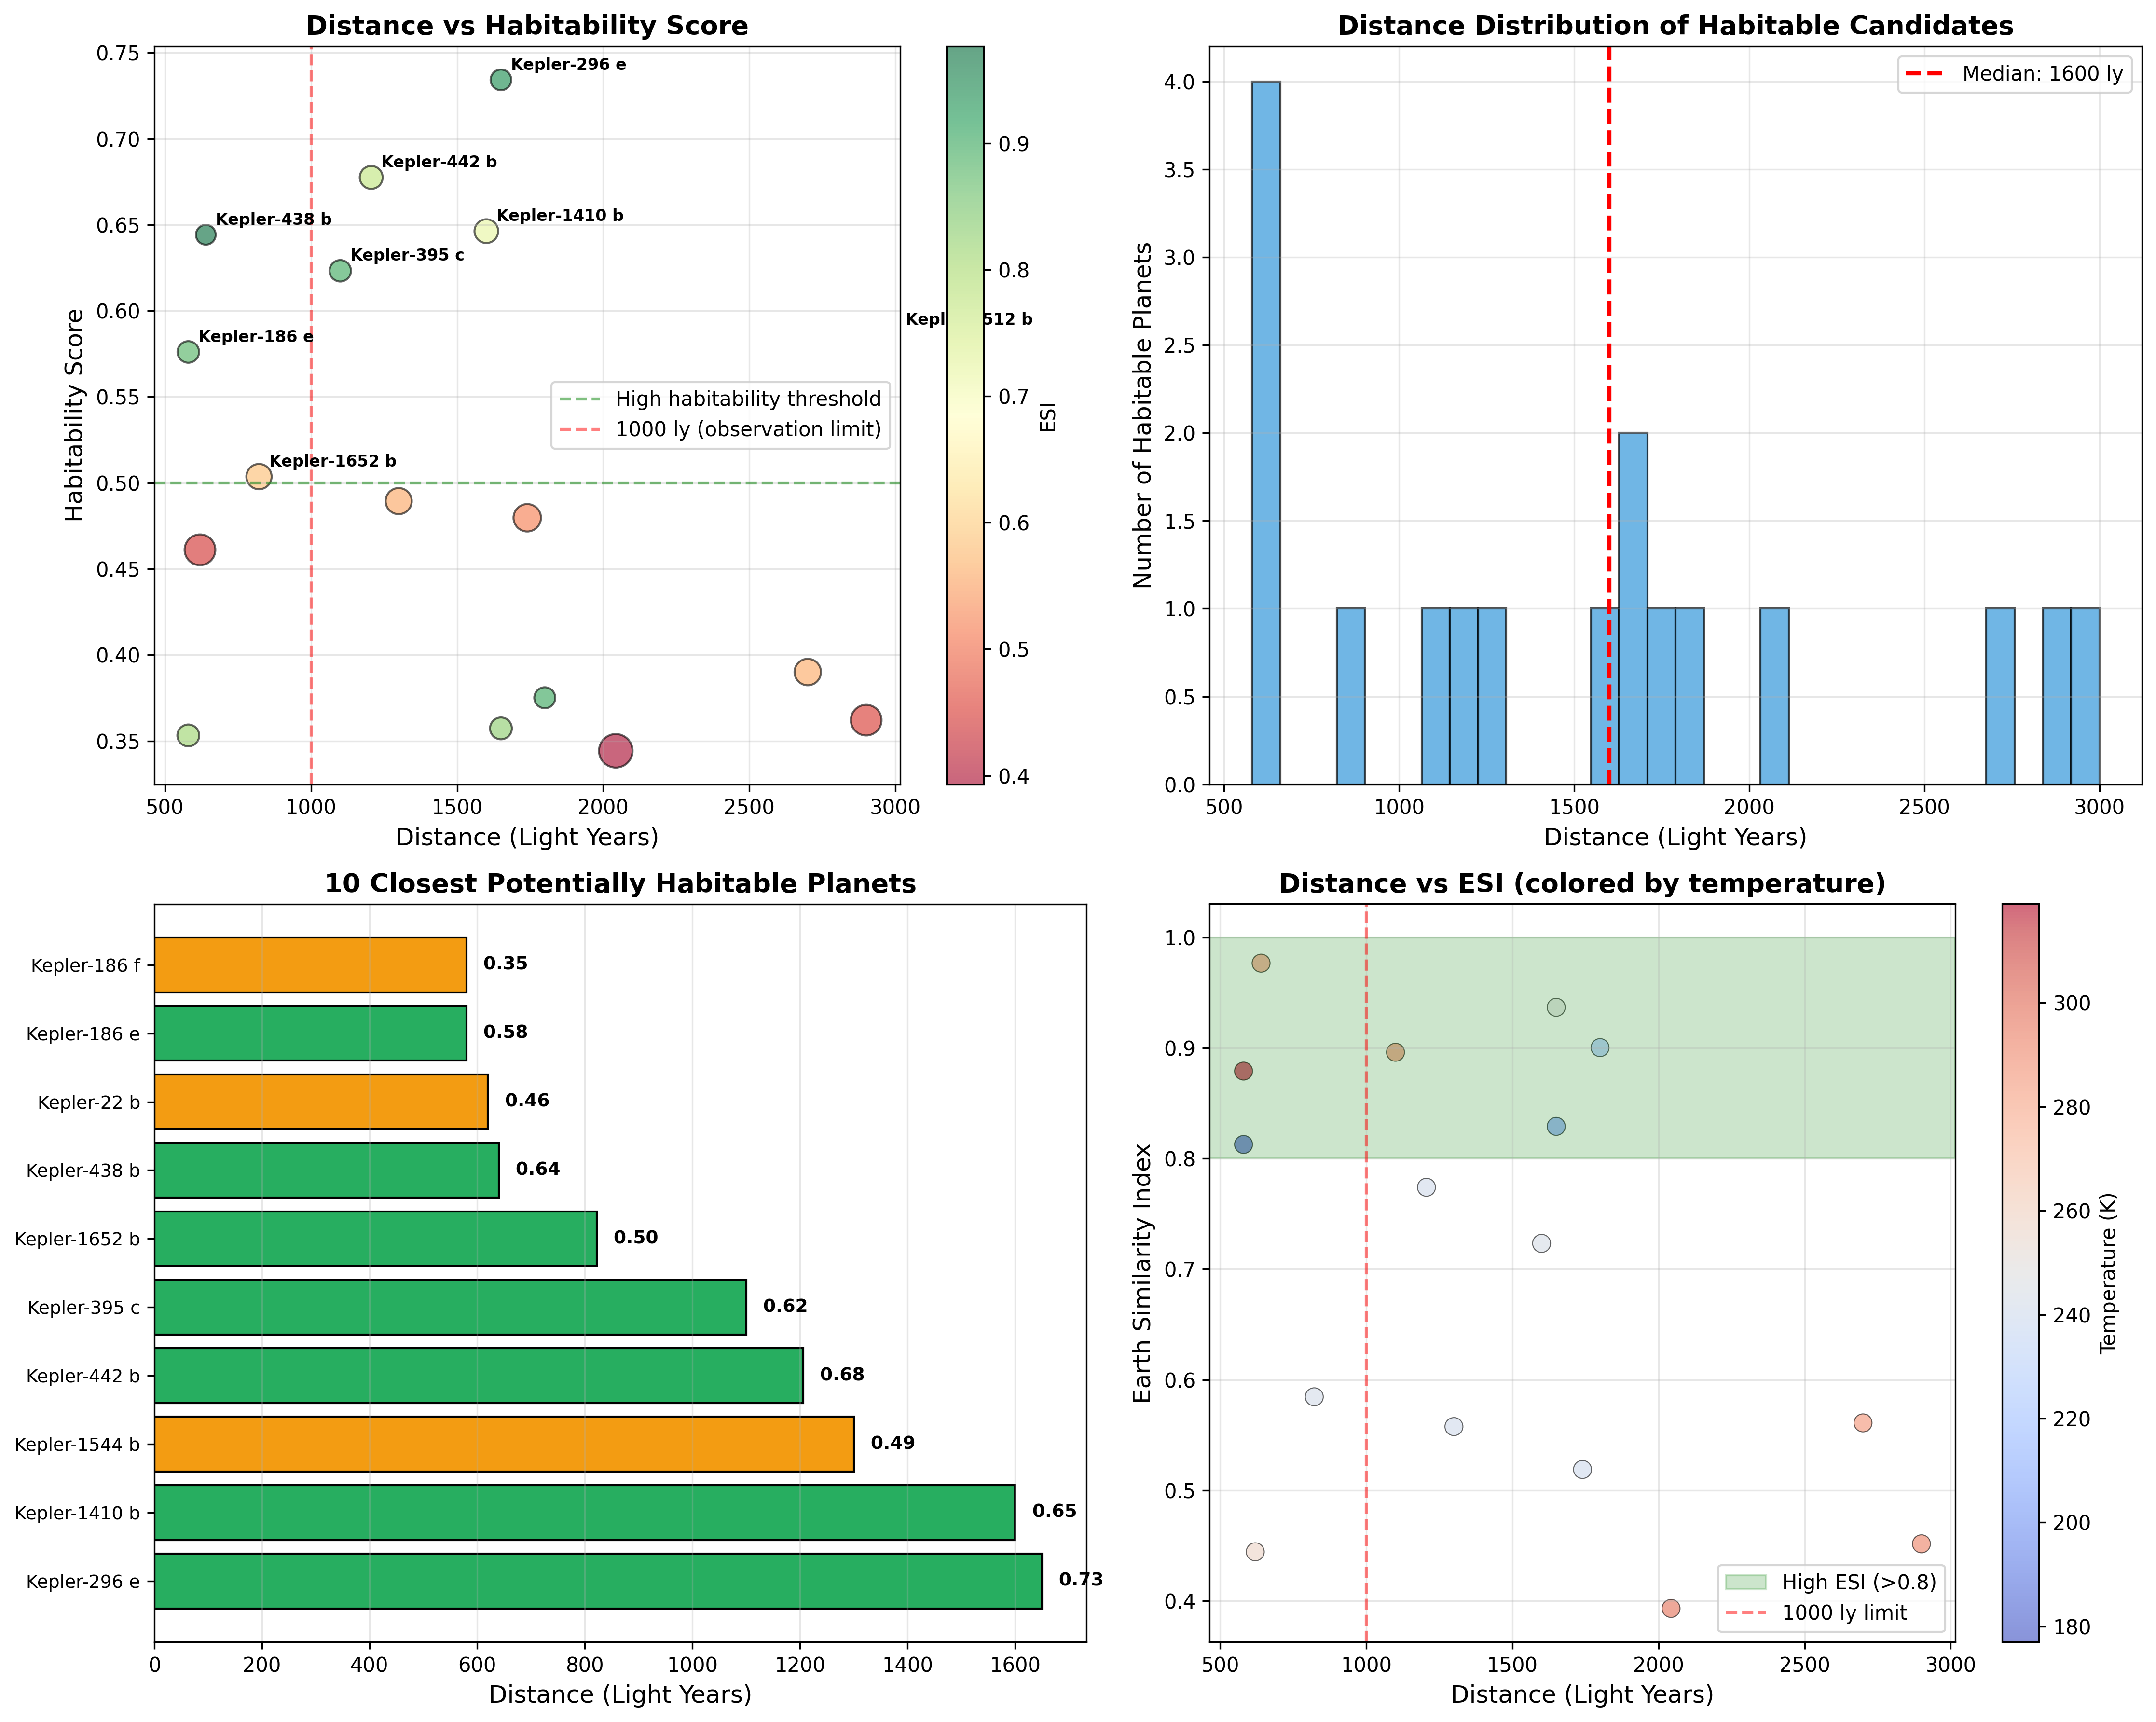 Distance vs Habitability Score
Habitability Score
0.75
0.70
0.65
0.60
0.55
0.50
0.45
0.40
0.35
Kepler-296 e
Kepler-442 b
Kepler-438 b
Kepler-1410 b
Kepler-395 c
Kepler-186 e
Kepler-1652 b
Kepl 512 b
High habitability threshold
1000 ly (observation limit)
500 1000 1500 2000 2500 3000
Distance (Light Years)
0.9
0.8
0.7
0.6
0.5
0.4
ESI
Distance Distribution of Habitable Candidates
Number of Habitable Planets
4.0
3.5
3.0
2.5
2.0
1.5
1.0
0.5
0.0
Median: 1600 ly
500 1000 1500 2000 2500 3000
Distance (Light Years)
10 Closest Potentially Habitable Planets
Kepler-186 f 0.35
Kepler-186 e 0.58
Kepler-22 b 0.46
Kepler-438 b 0.64
Kepler-1652 b 0.50
Kepler-395 c 0.62
Kepler-442 b 0.68
Kepler-1544 b 0.49
Kepler-1410 b 0.65
Kepler-296 e 0.73
0 200 400 600 800 1000 1200 1400 1600
Distance (Light Years)
Distance vs ESI (colored by temperature)
Earth Similarity Index
1.0
0.9
0.8
0.7
0.6
0.5
0.4
High ESI (>0.8)
1000 ly limit
500 1000 1500 2000 2500 3000
Distance (Light Years)
300
280
260
240
220
200
180
Temperature (K)